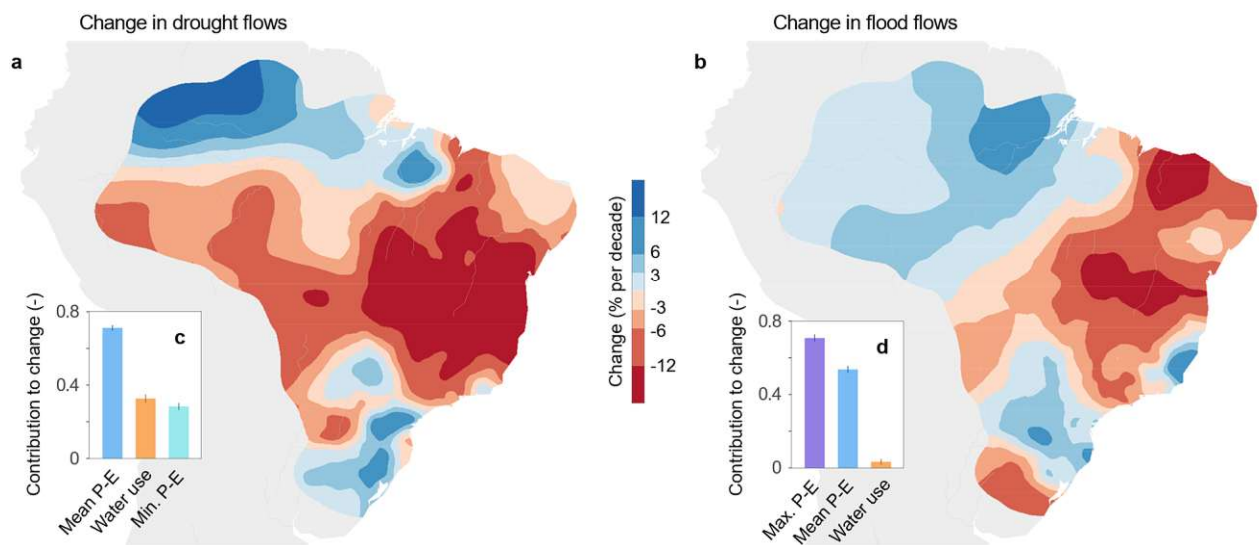 Change in drought flows
Change in flood flows
a
b
Change (% per decade)
12
6
3
-3
-6
-12
Contribution to change (-)
0.8
0.4
0
c
Mean P-E
Water use
Min. P-E
Contribution to change (-)
0.8
0.4
0
d
Max. P-E
Mean P-E
Water use